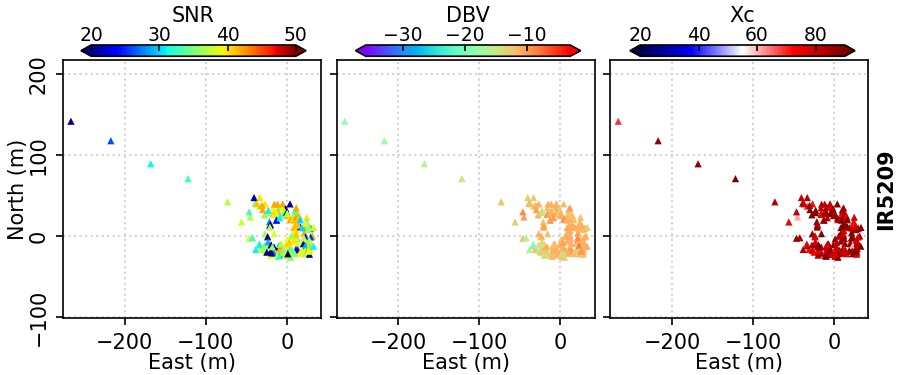 SNR DBV Xc
20 30 40 50 −30 −20 −10 20 40 60 80
200
100
0
−100
North (m)
−200 −100 0 −200 −100 0 −200 −100 0
East (m) East (m) East (m)
IR5209